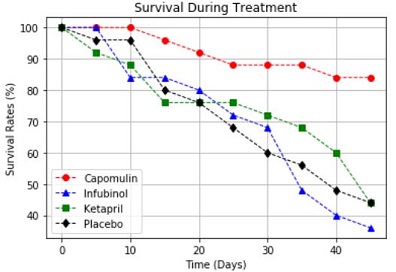 Survival During Treatment
100
90
80
70
60
50
40
Survival Rates (%)
Capomulin
Infubinol
Ketapril
Placebo
0
10
20
30
40
Time (Days)